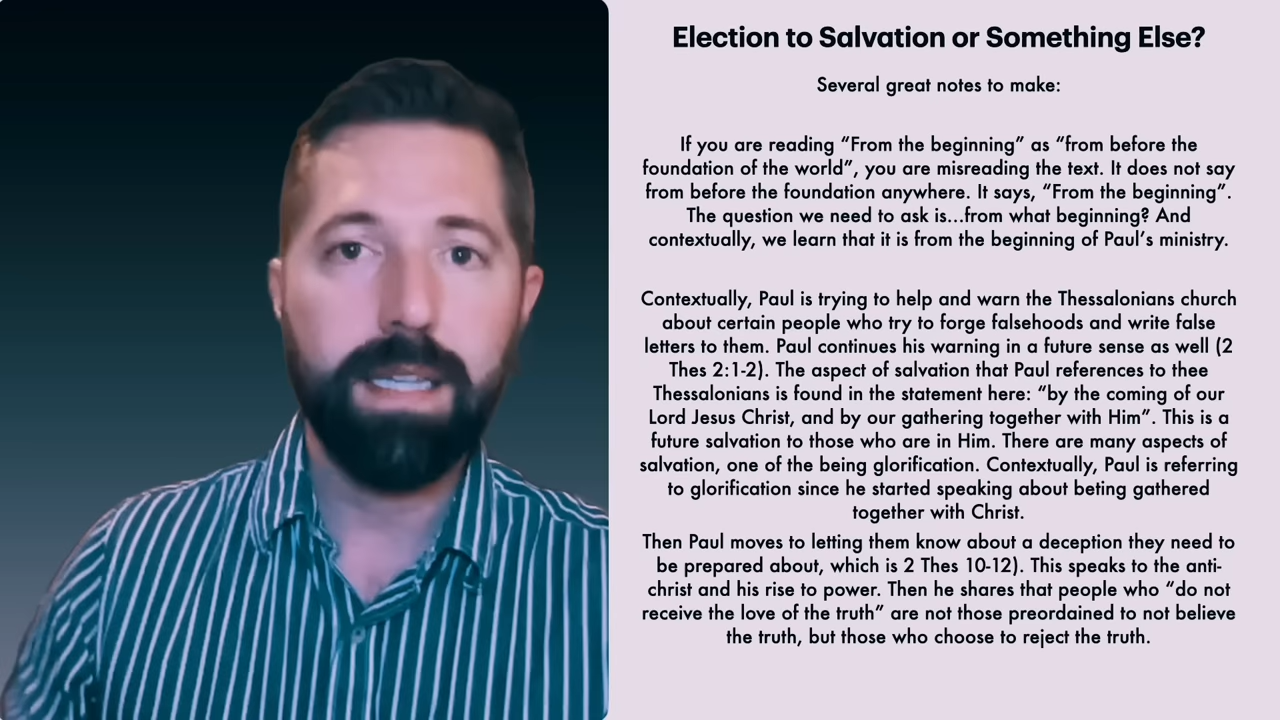 Election to Salvation or Something Else?
Several great notes to make:
If you are reading “From the beginning” as “from before the
foundation of the world”, you are misreading the text. It does not say
from before the foundation anywhere. It says, “From the beginning”.
The question we need to ask is...from what beginning? And
contextually, we learn that it is from the beginning of Paul’s ministry.
Contextually, Paul is trying to help and warn the Thessalonians church
about certain people who try to forge falsehoods and write false
letters to them. Paul continues his warning in a future sense as well (2
Thes 2:1-2). The aspect of salvation that Paul references to thee
Thessalonians is found in the statement here: “by the coming of our
Lord Jesus Christ, and by our gathering together with Him”. This is a
future salvation to those who are in Him. There are many aspects of
salvation, one of the being glorification. Contextually, Paul is referring
to glorification since he started speaking about beting gathered
together with Christ.
Then Paul moves to letting them know about a deception they need to
be prepared about, which is 2 Thes 10-12). This speaks to the anti-
christ and his rise to power. Then he shares that people who “do not
receive the love of the truth” are not those preordained to not believe
the truth, but those who choose to reject the truth.